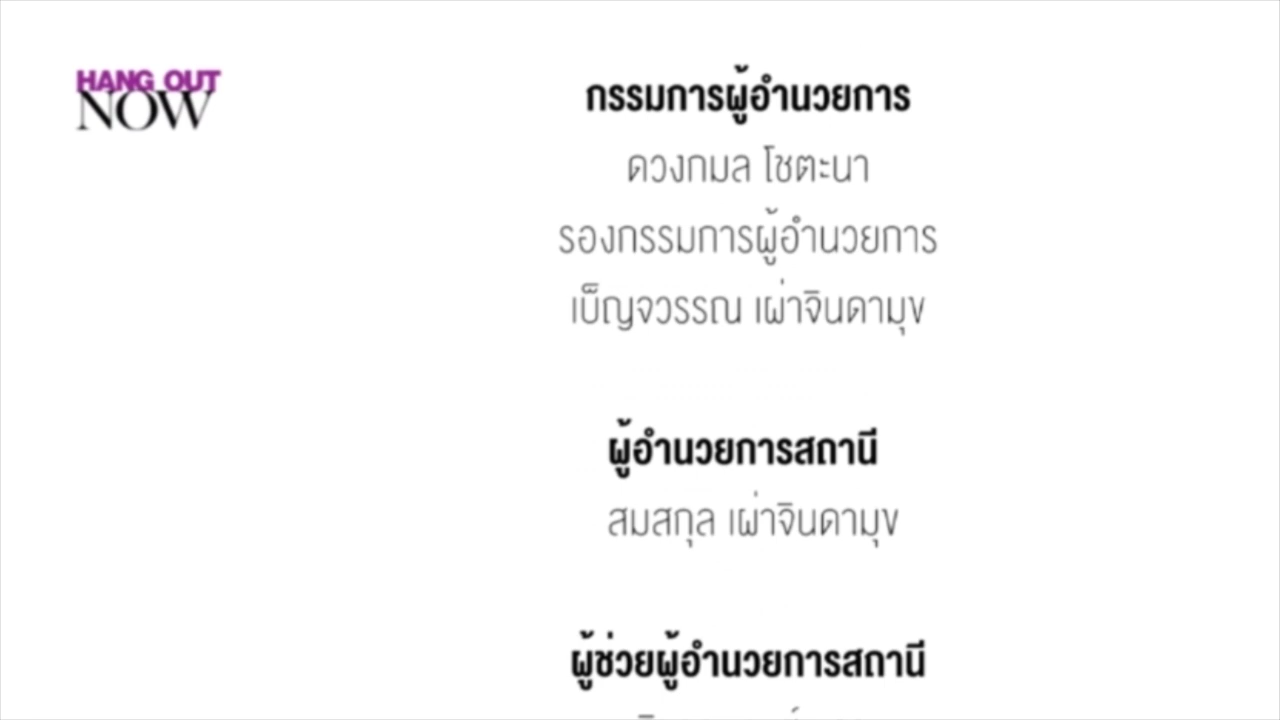 HANG OUT
NOW
กรรมการผู้อำนวยการ
ดวงกมล โชตะนา
รองกรรมการผู้อำนวยการ
เบ็ญจวรรณ เผ่าจินดามุข
ผู้อำนวยการสถานี
สมสกุล เผ่าจินดามุข
ผู้ช่วยผู้อำนวยการสถานี